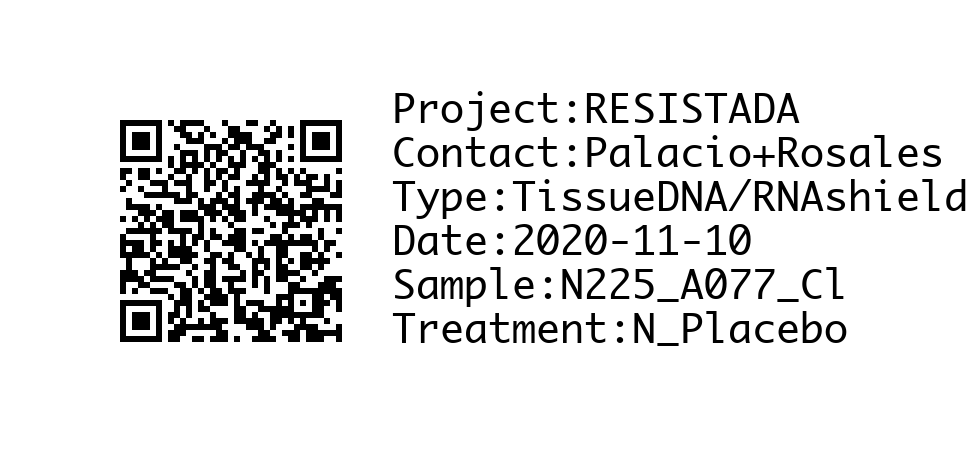 Project:RESISTADA
Contact:Palacio+Rosales
Type:TissueDNA/RNAshield
Date:2020-11-10
Sample:N225_A077_Cl
Treatment:N_Placebo